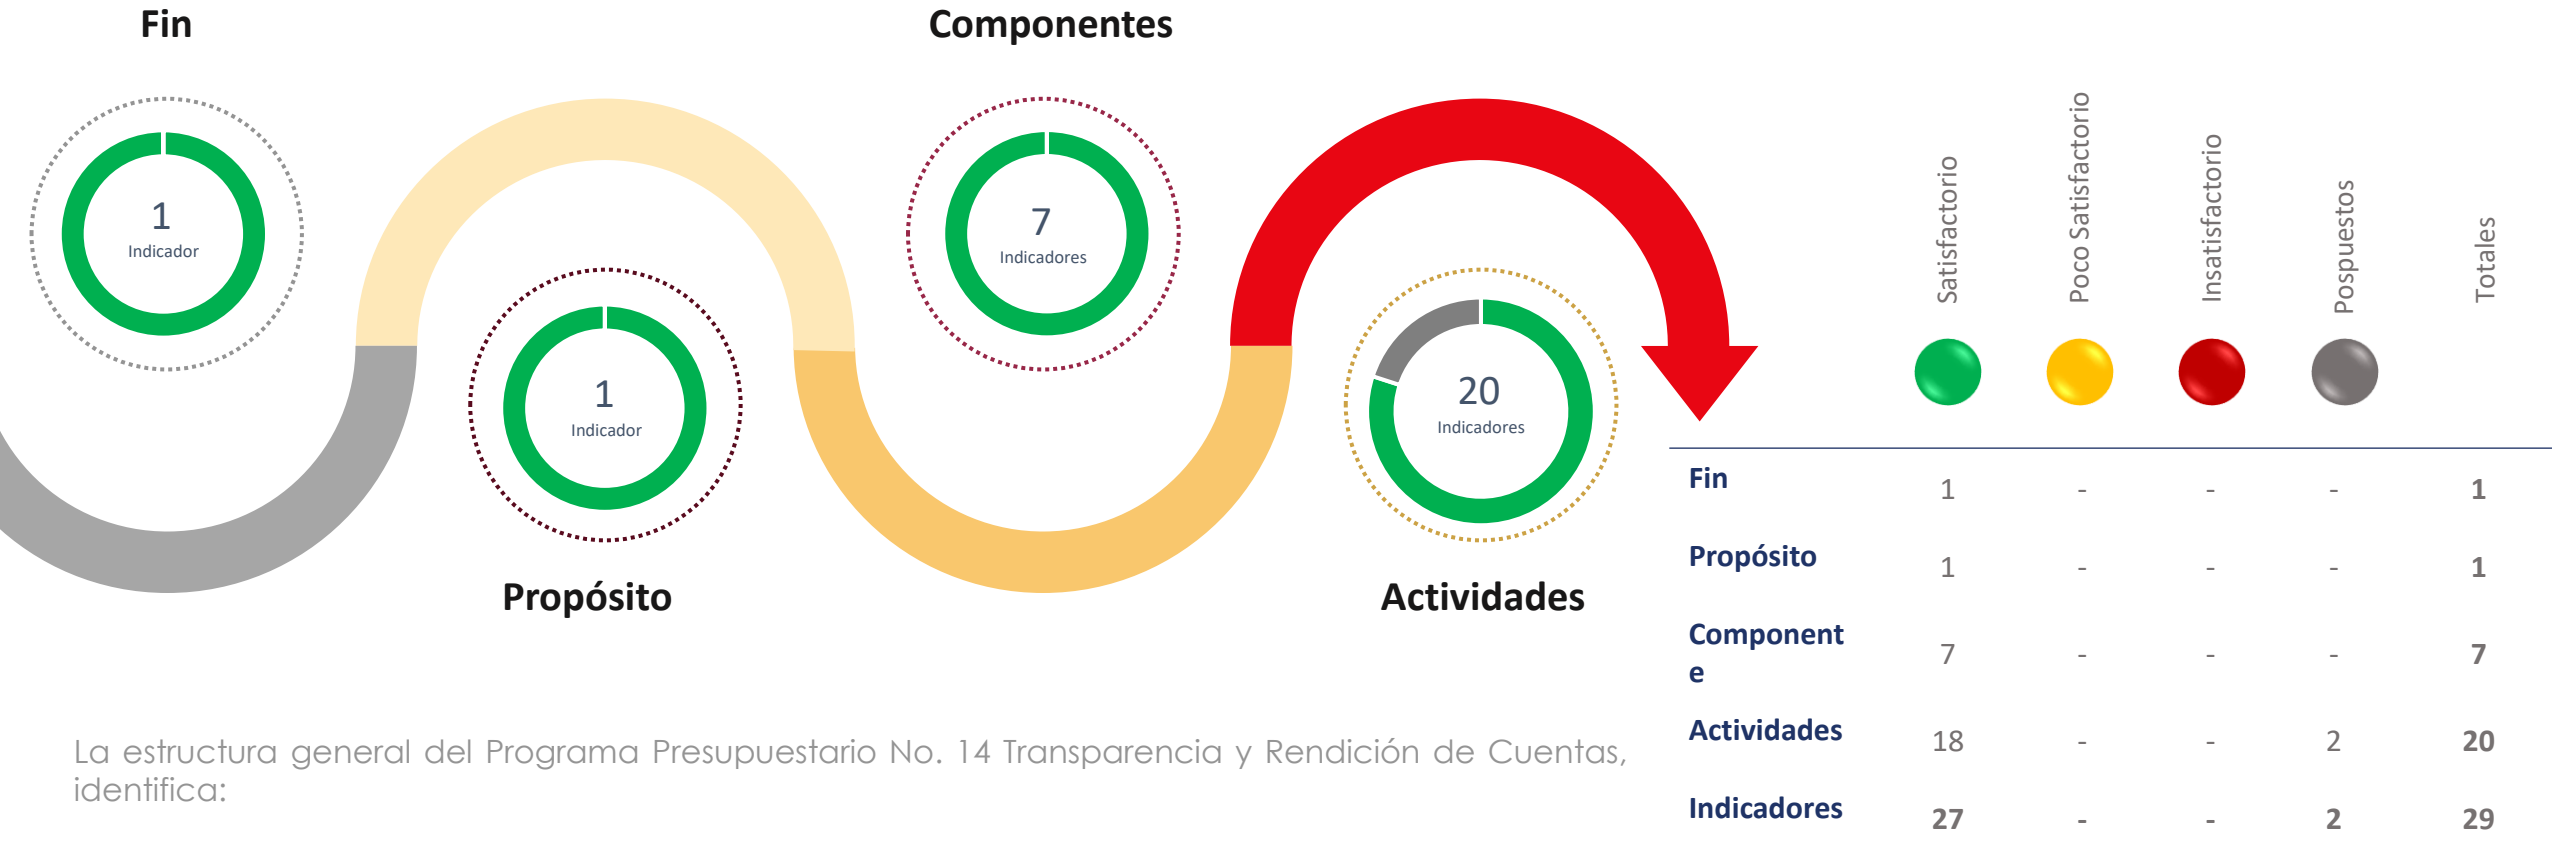 Fin
Componentes
1
Indicador
7
Indicadores
1
Indicador
20
Indicadores
Propósito
Actividades
La estructura general del Programa Presupuestario No. 14 Transparencia y Rendición de Cuentas,
identifica:
Satisfactorio
Poco Satisfactorio
Insatisfactorio
Pospuestos
Totales
Fin 1 - - - 1
Propósito 1 - - - 1
Component
e 7 - - - 7
Actividades 18 - - 2 20
Indicadores 27 - - 2 29